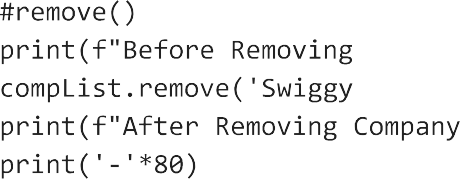 #remove()
print(f"Before Removing
compList.remove('Swiggy
print(f"After Removing Company
print('-'*80)